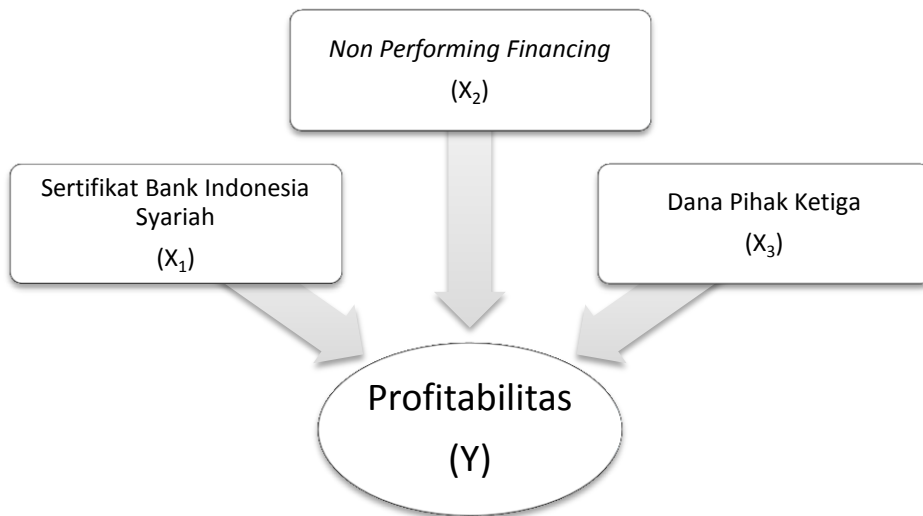 Non Performing Financing
(X₂)
Sertifikat Bank Indonesia
Syariah
(X₁)
Dana Pihak Ketiga
(X₃)
Profitabilitas
(Y)